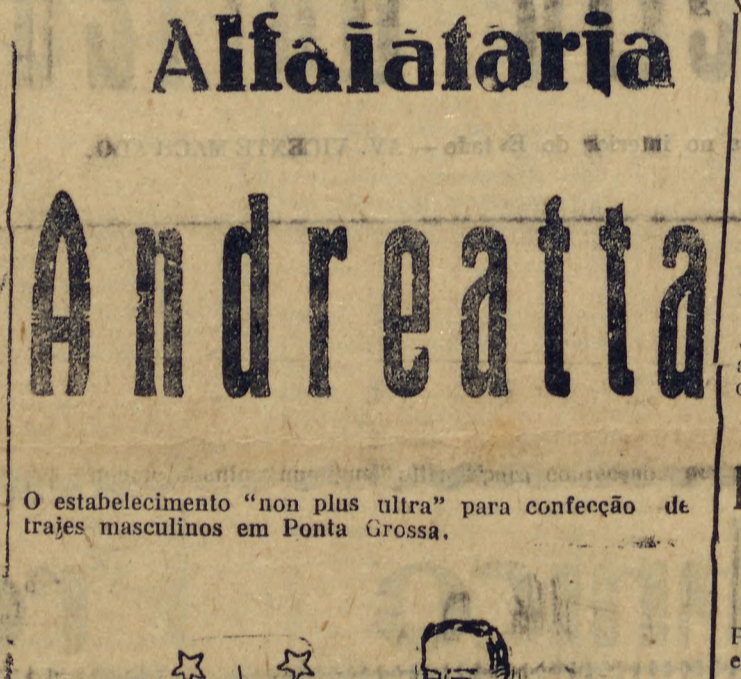 Alfaiataria
Andreatta
O estabelecimento “non plus ultra” para confecção de
trajes masculinos em Ponta Grossa.